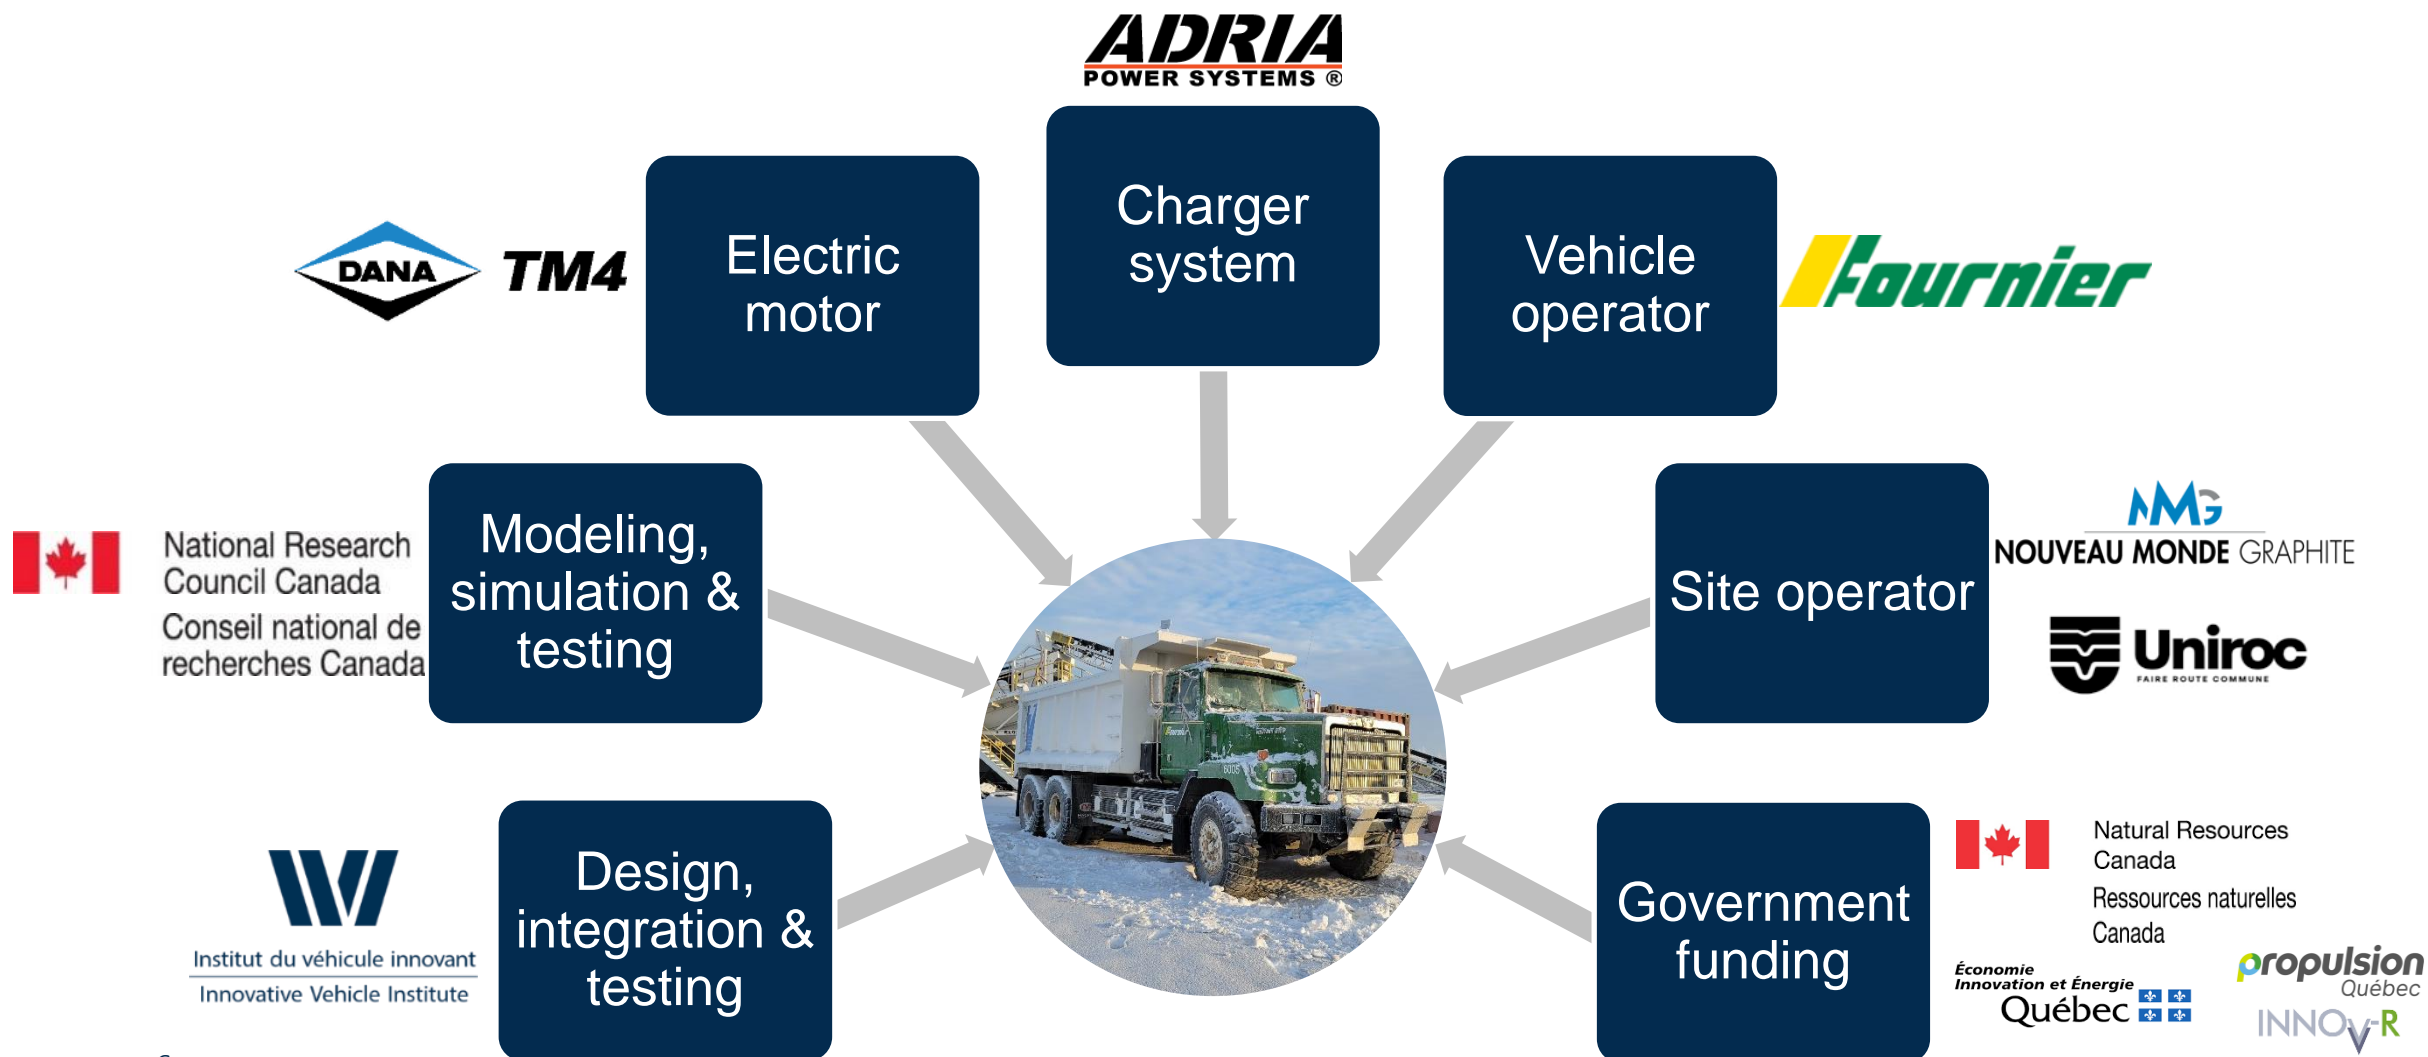 ADRIA
POWER SYSTEMS ®
Charger
system
DANA
TM4
Electric
motor
Vehicle
operator
Fournier
National Research
Council Canada
Conseil national de
recherches Canada
Modeling,
simulation &
testing
Site operator
NMG
NOUVEAU MONDE GRAPHITE
Uniroc
FAIRE ROUTE COMMUNE
Fournier
6005
Institut du véhicule innovant
Innovative Vehicle Institute
Design,
integration &
testing
Government
funding
Natural Resources
Canada
Ressources naturelles
Canada
Économie
Innovation et Énergie
Québec
propulsion
Québec
INNOV-R